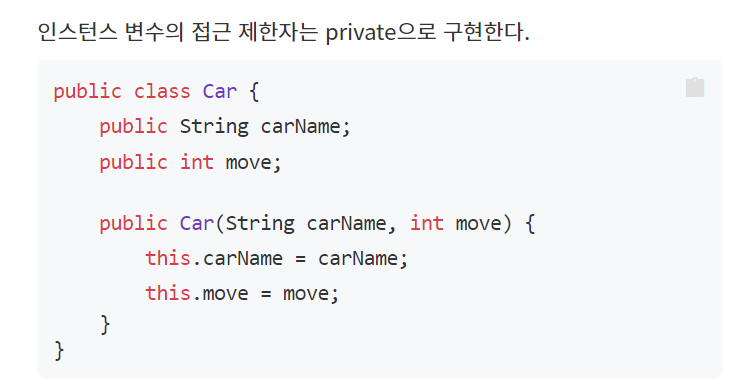 인스턴스 변수의 접근 제한자는 private으로 구현한다.
public class Car {
    public String carName;
    public int move;

    public Car(String carName, int move) {
        this.carName = carName;
        this.move = move;
    }
}